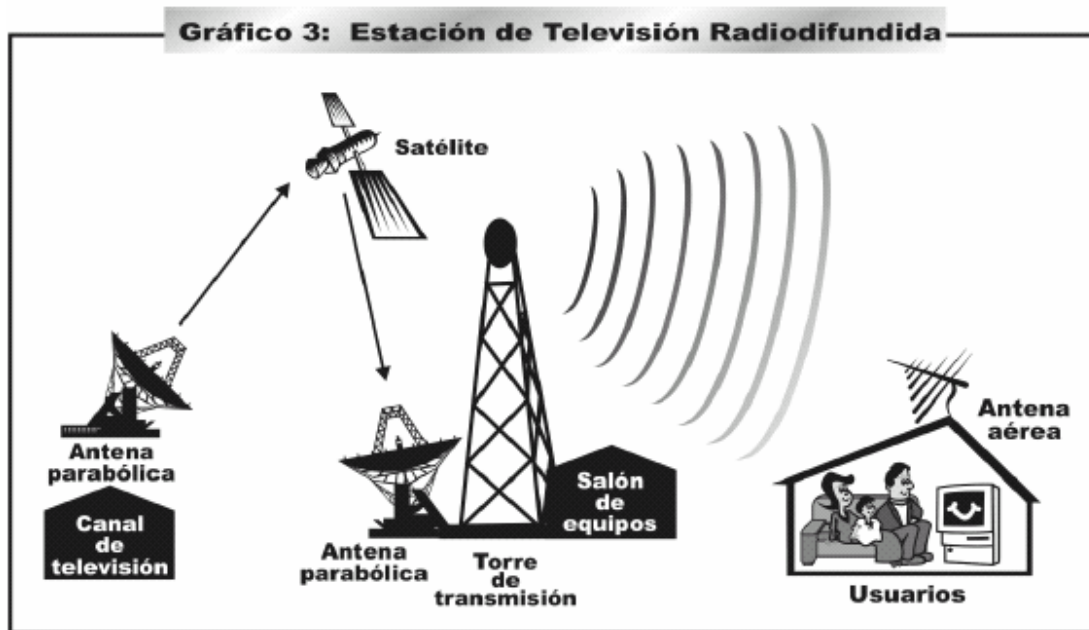 Gráfico 3: Estación de Televisión Radiodifundida
Satélite
Antena
parabólica
Canal
de
televisión
Antena
parabólica
Torre
de
transmisión
Salón
de
equipos
Antena
aérea
Usuarios